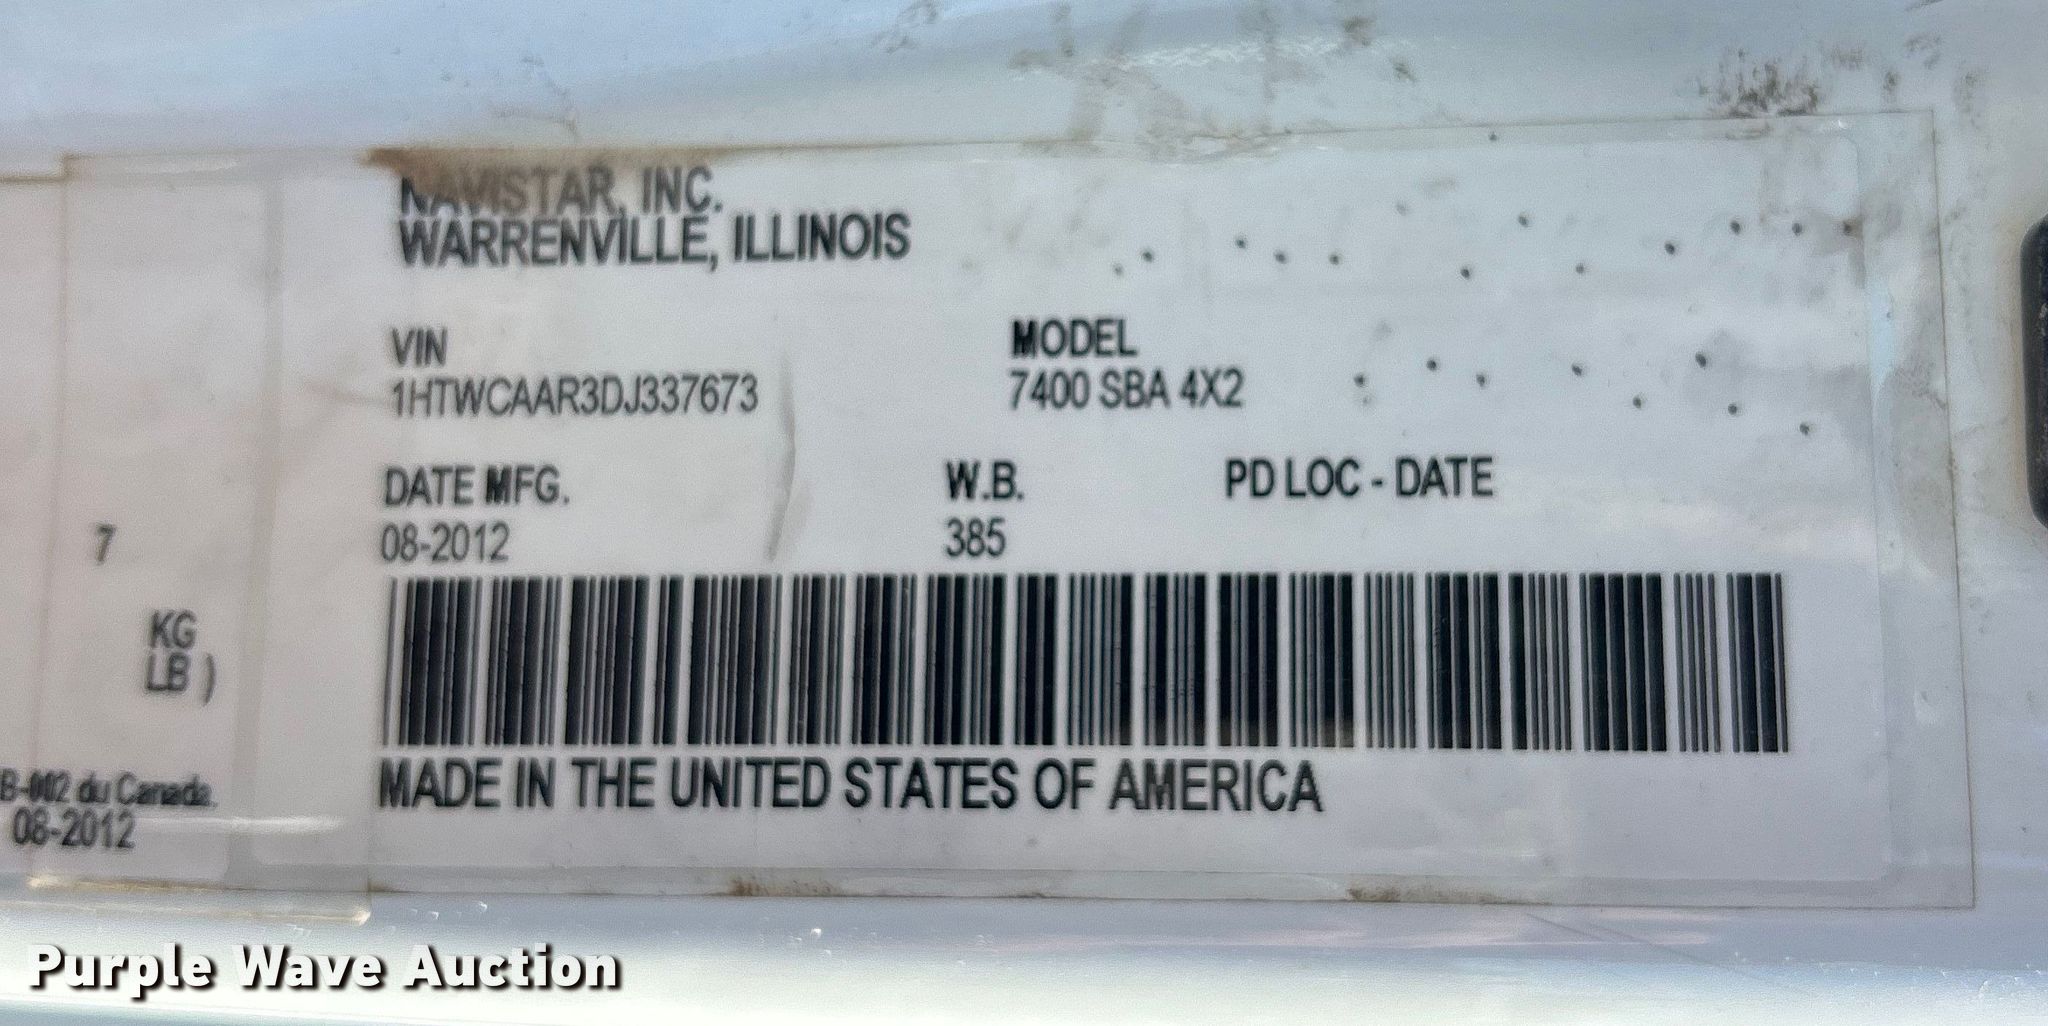 NAVISTAR, INC.
WARRENVILLE, ILLINOIS
VIN
1HTWCAAR3DJ337673
MODEL
7400 SBA 4X2
DATE MFG.
08-2012
W.B.
385
PD LOC - DATE
MADE IN THE UNITED STATES OF AMERICA
7
KG
LB )
B-002 du Canada.
08-2012
Purple Wave Auction